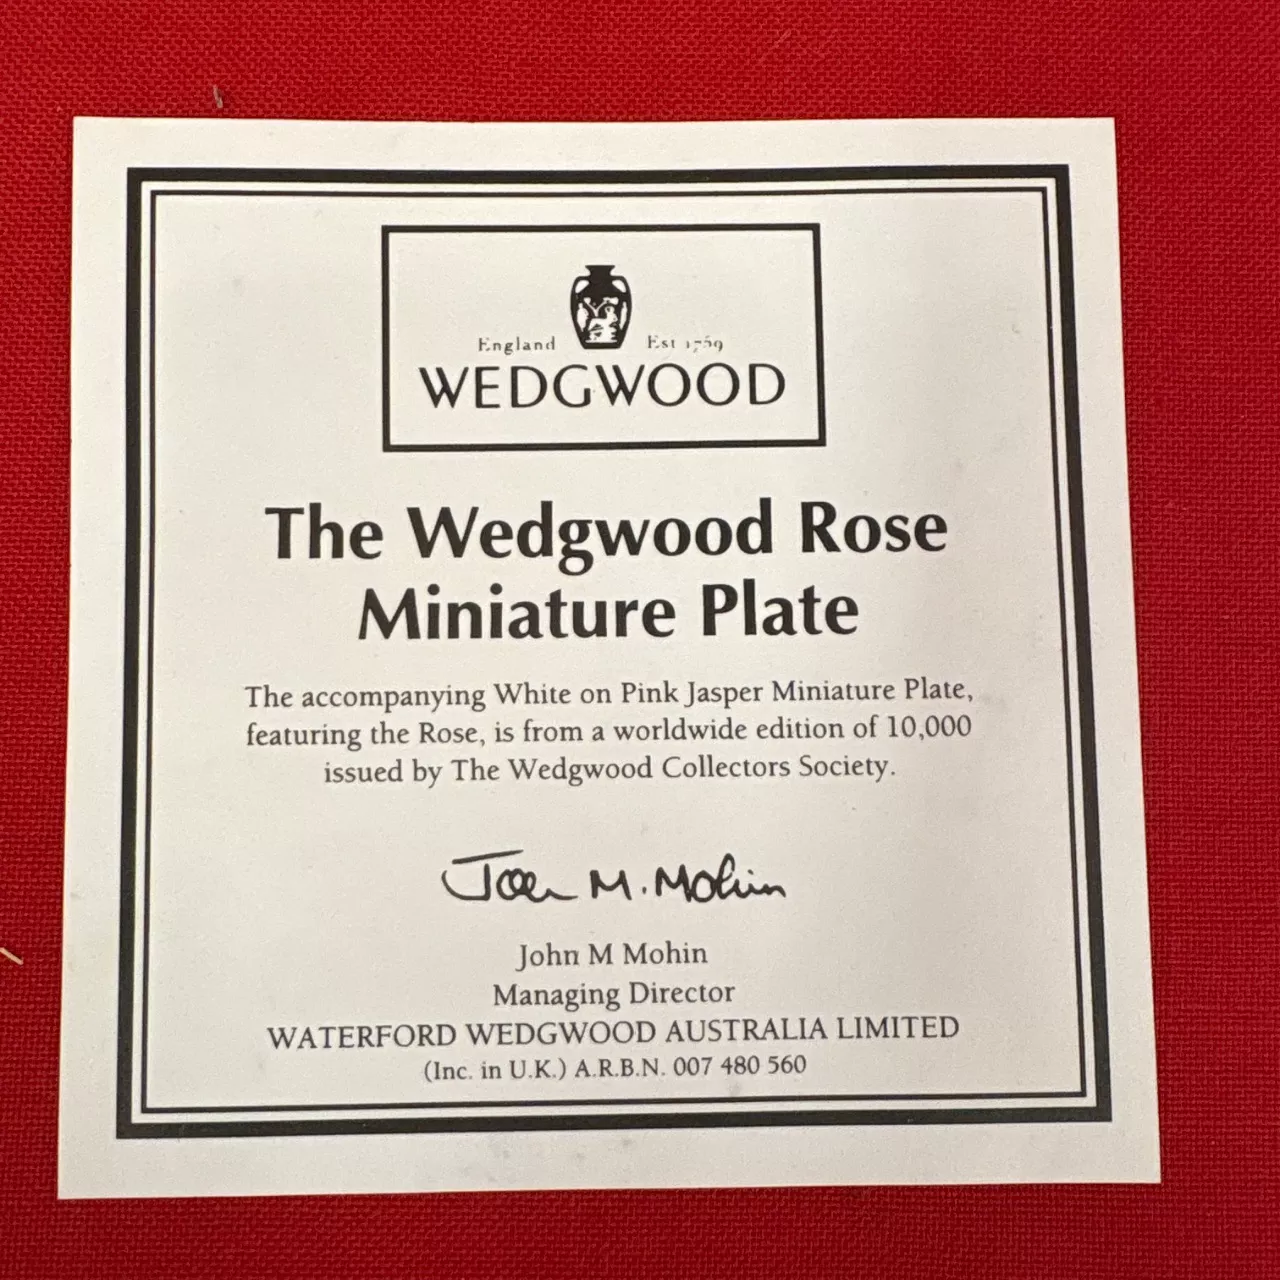 England Est 1759
WEDGWOOD
The Wedgwood Rose
Miniature Plate
The accompanying White on Pink Jasper Miniature Plate,
featuring the Rose, is from a worldwide edition of 10,000
issued by The Wedgwood Collectors Society.
John M. Mohin
John M Mohin
Managing Director
WATERFORD WEDGWOOD AUSTRALIA LIMITED
(Inc. in U.K.) A.R.B.N. 007 480 560